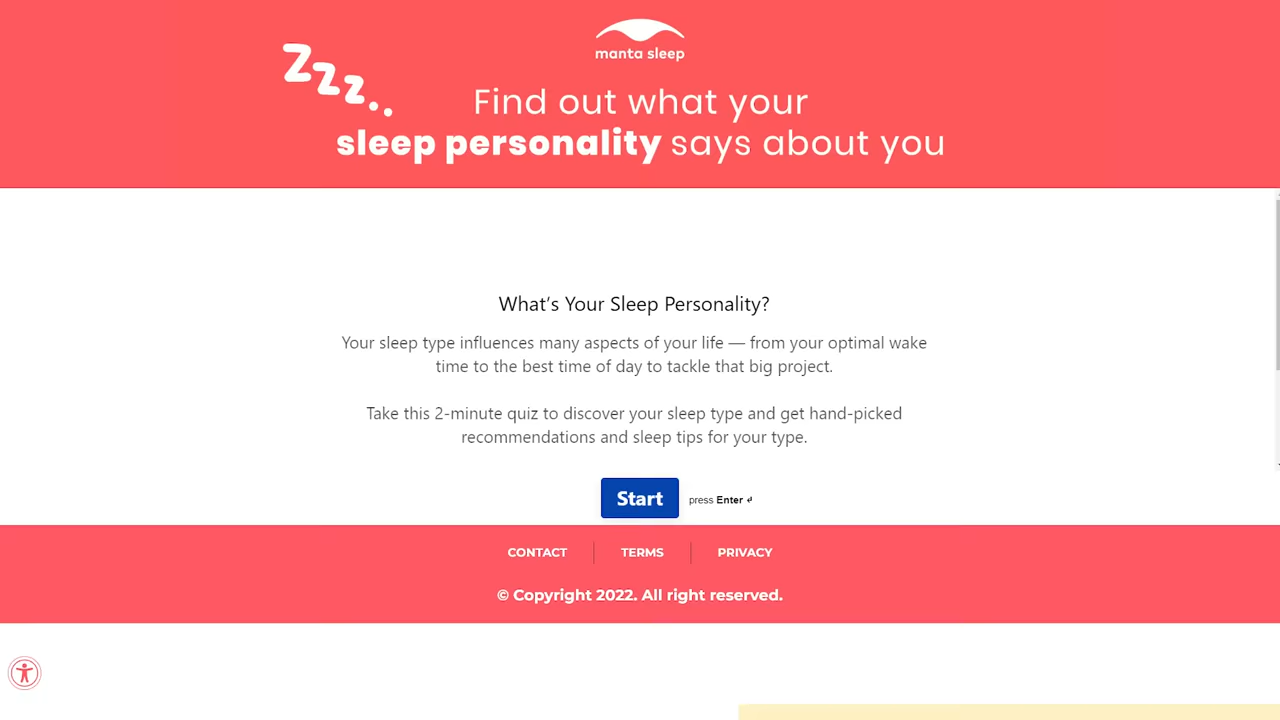 manta sleep
Zzz..
Find out what your
sleep personality says about you
What's Your Sleep Personality?
Your sleep type influences many aspects of your life — from your optimal wake
time to the best time of day to tackle that big project.
Take this 2-minute quiz to discover your sleep type and get hand-picked
recommendations and sleep tips for your type.
Start press Enter ↲
CONTACT TERMS PRIVACY
© Copyright 2022. All right reserved.